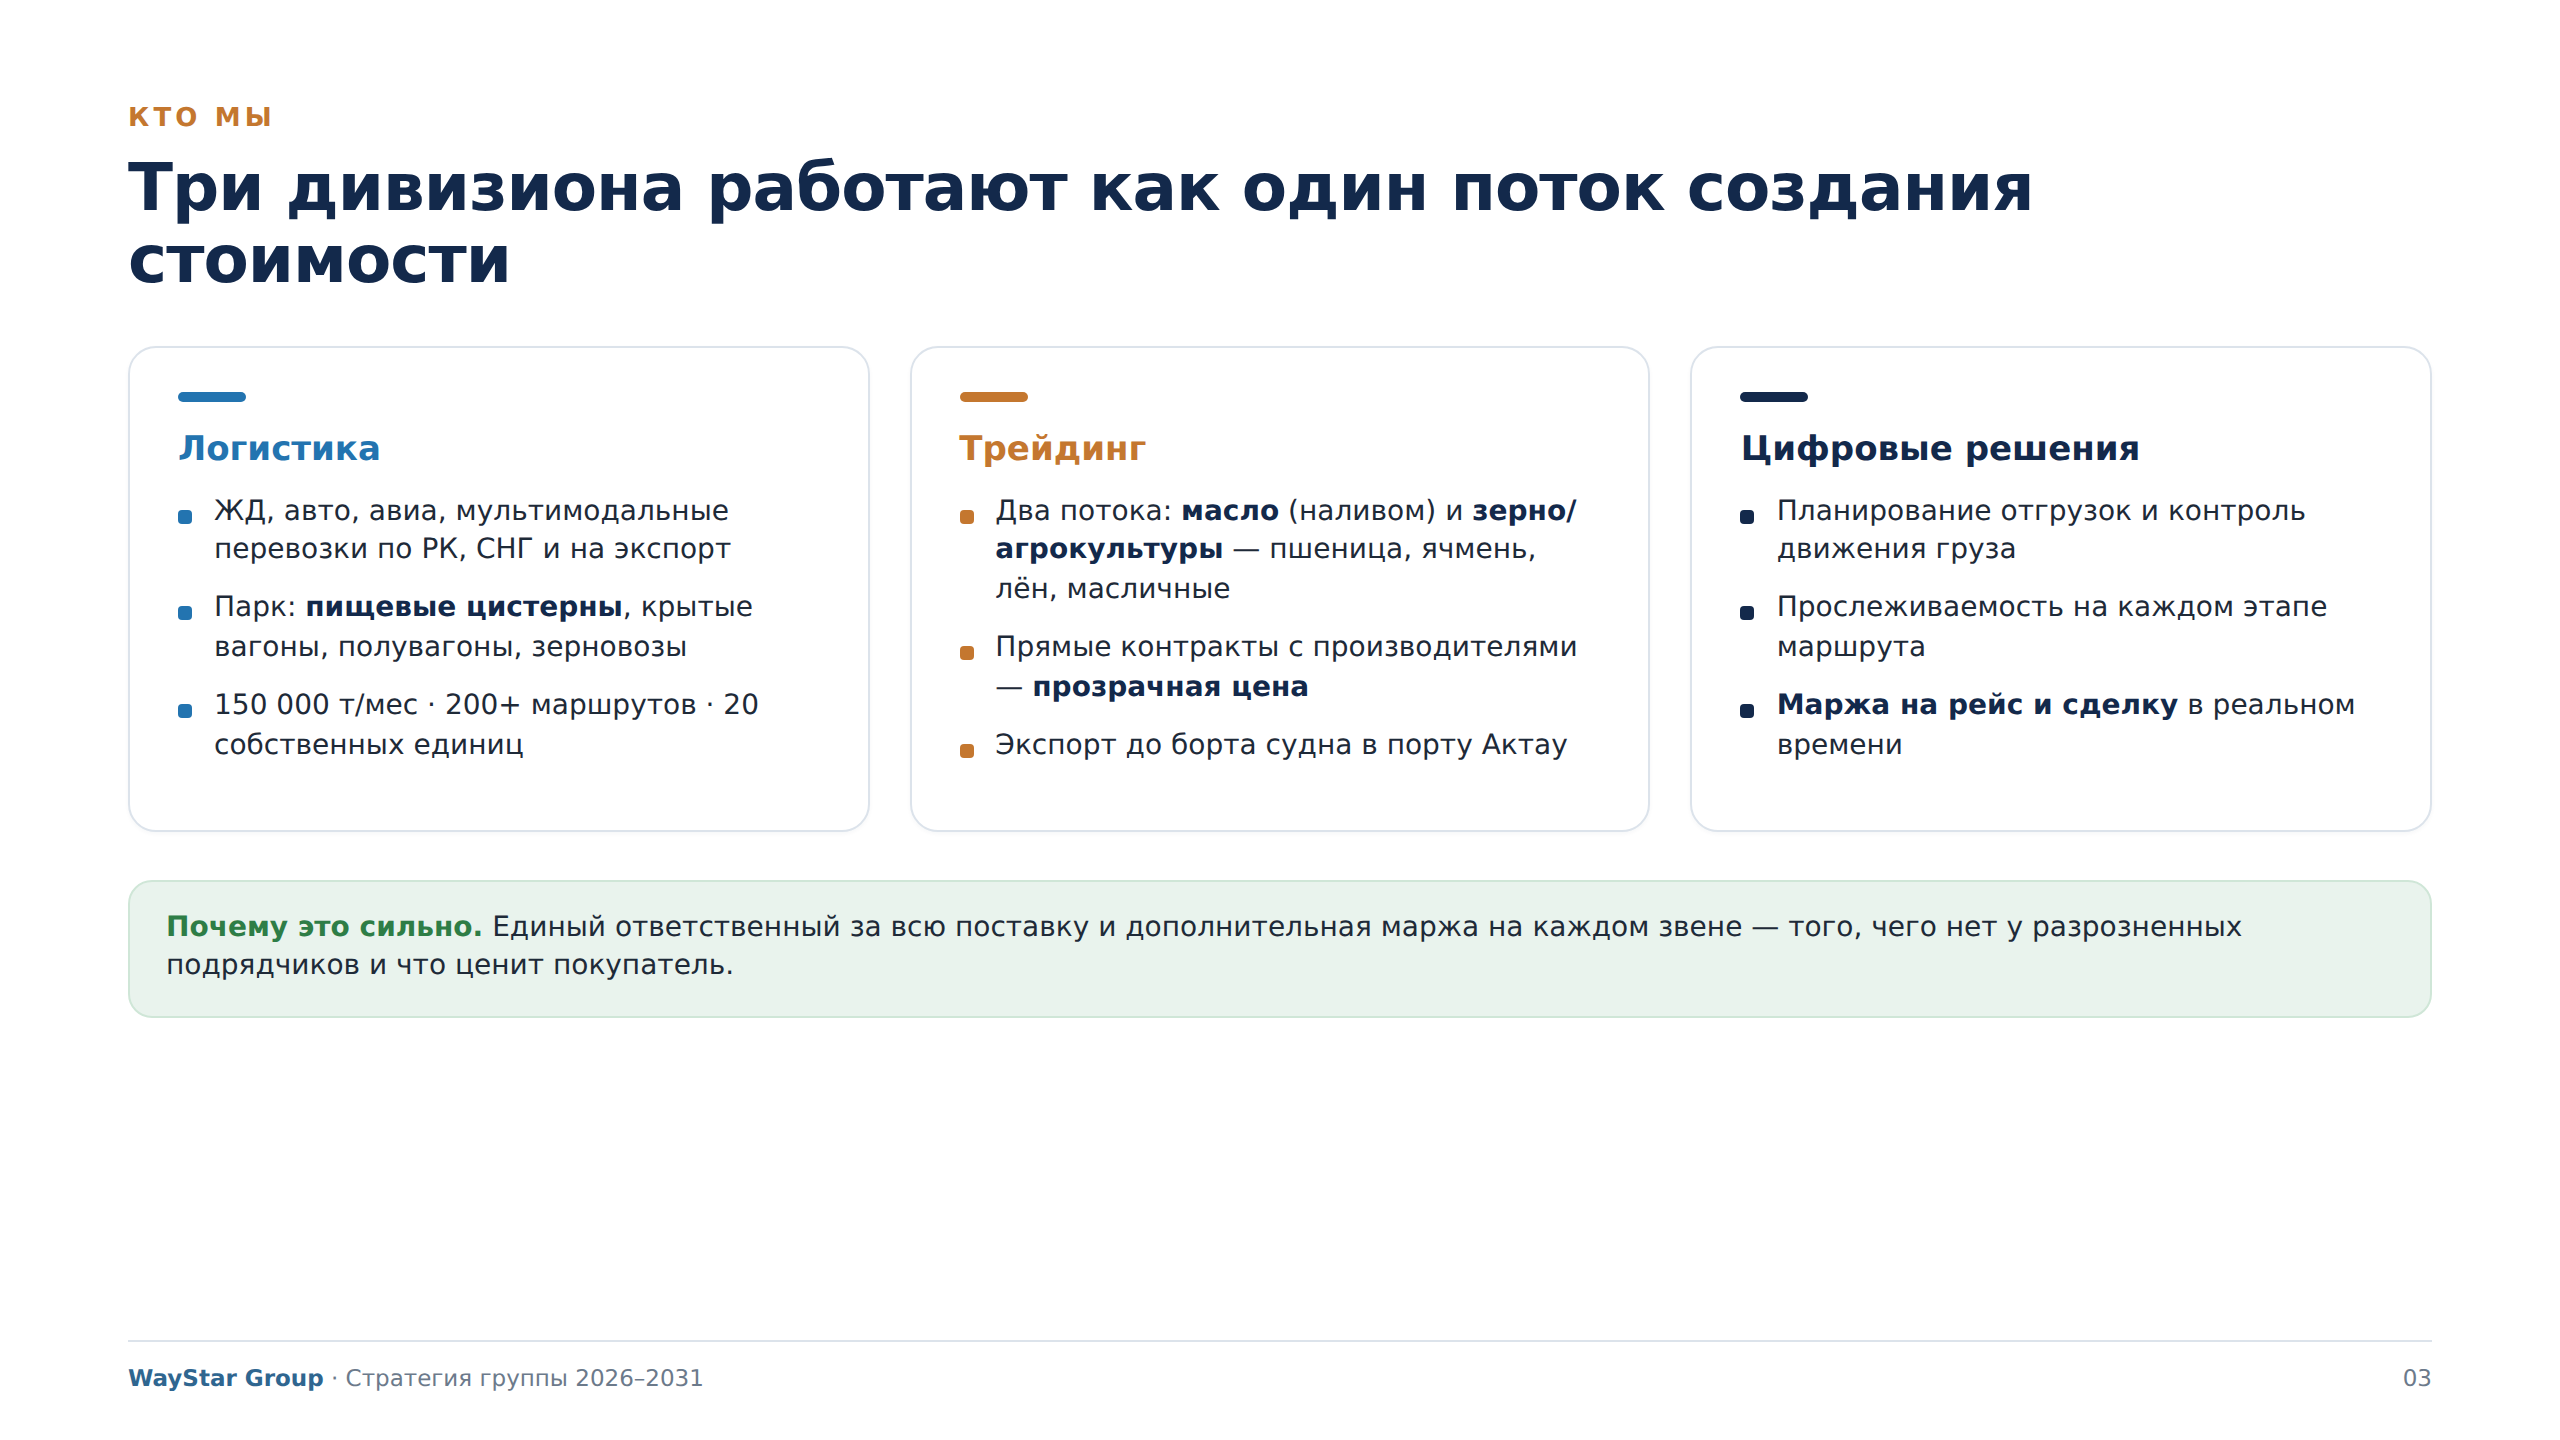 КТО МЫ
Три дивизиона работают как один поток создания
стоимости
Логистика
ЖД, авто, авиа, мультимодальные
перевозки по РК, СНГ и на экспорт
Парк: пищевые цистерны, крытые
вагоны, полувагоны, зерновозы
150 000 т/мес · 200+ маршрутов · 20
собственных единиц
Трейдинг
Два потока: масло (наливом) и зерно/
агрокультуры — пшеница, ячмень,
лён, масличные
Прямые контракты с производителями
— прозрачная цена
Экспорт до борта судна в порту Актау
Цифровые решения
Планирование отгрузок и контроль
движения груза
Прослеживаемость на каждом этапе
маршрута
Маржа на рейс и сделку в реальном
времени
Почему это сильно. Единый ответственный за всю поставку и дополнительная маржа на каждом звене — того, чего нет у разрозненных
подрядчиков и что ценит покупатель.
WayStar Group · Стратегия группы 2026–2031
03